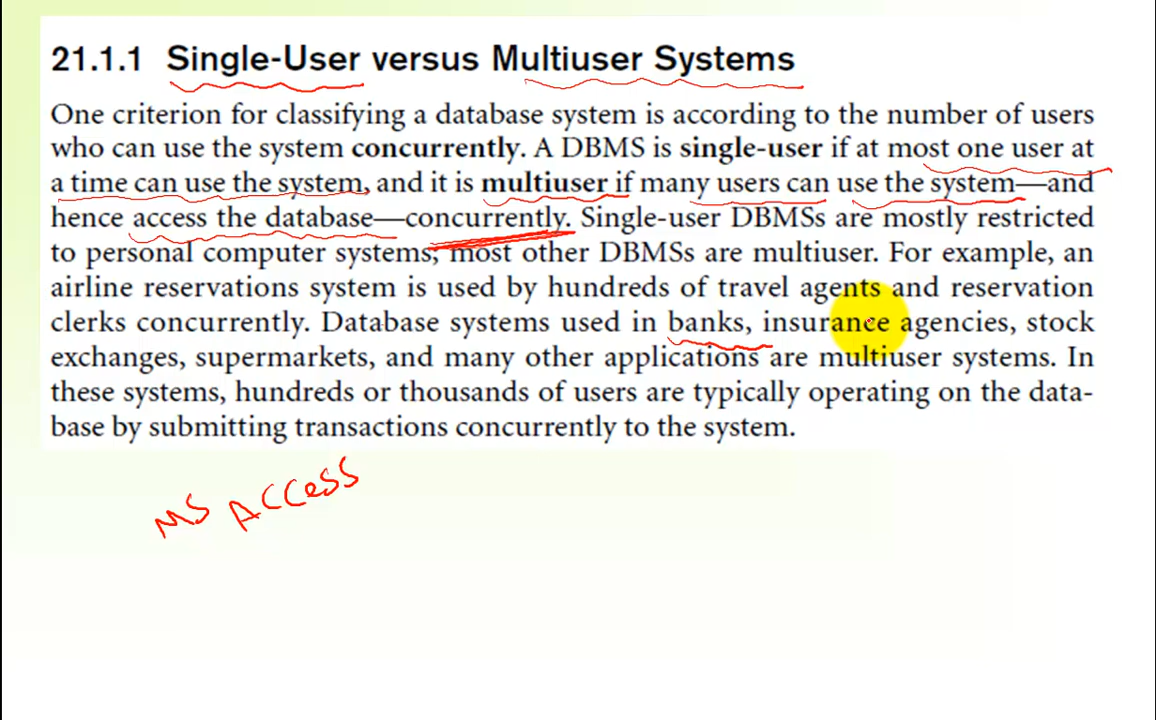 21.1.1 Single-User versus Multiuser Systems
One criterion for classifying a database system is according to the number of users
who can use the system concurrently. A DBMS is single-user if at most one user at
a time can use the system, and it is multiuser if many users can use the system—and
hence access the database—concurrently. Single-user DBMSs are mostly restricted
to personal computer systems; most other DBMSs are multiuser. For example, an
airline reservations system is used by hundreds of travel agents and reservation
clerks concurrently. Database systems used in banks, insurance agencies, stock
exchanges, supermarkets, and many other applications are multiuser systems. In
these systems, hundreds or thousands of users are typically operating on the data-
base by submitting transactions concurrently to the system.
MS ACCess